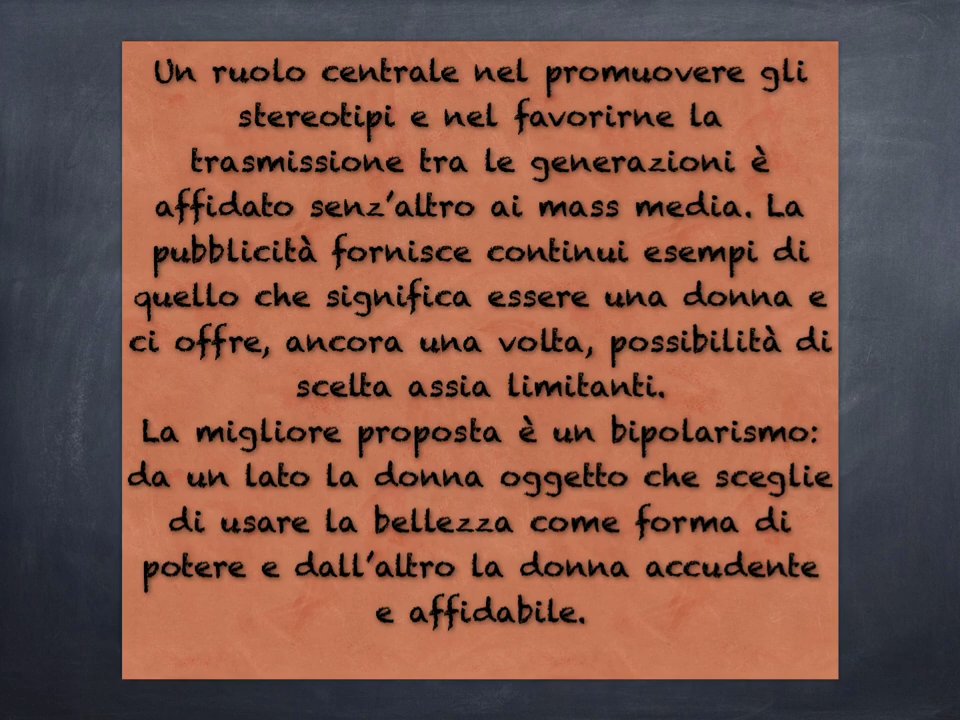 Un ruolo centrale nel promuovere gli
stereotipi e nel favorirne la
trasmissione tra le generazioni è
affidato senz'altro ai mass media. La
pubblicità fornisce continui esempi di
quello che significa essere una donna e
ci offre, ancora una volta, possibilità di
scelta assia limitanti.
La migliore proposta è un bipolarismo:
da un lato la donna oggetto che sceglie
di usare la bellezza come forma di
potere e dall'altro la donna accudente
e affidabile.